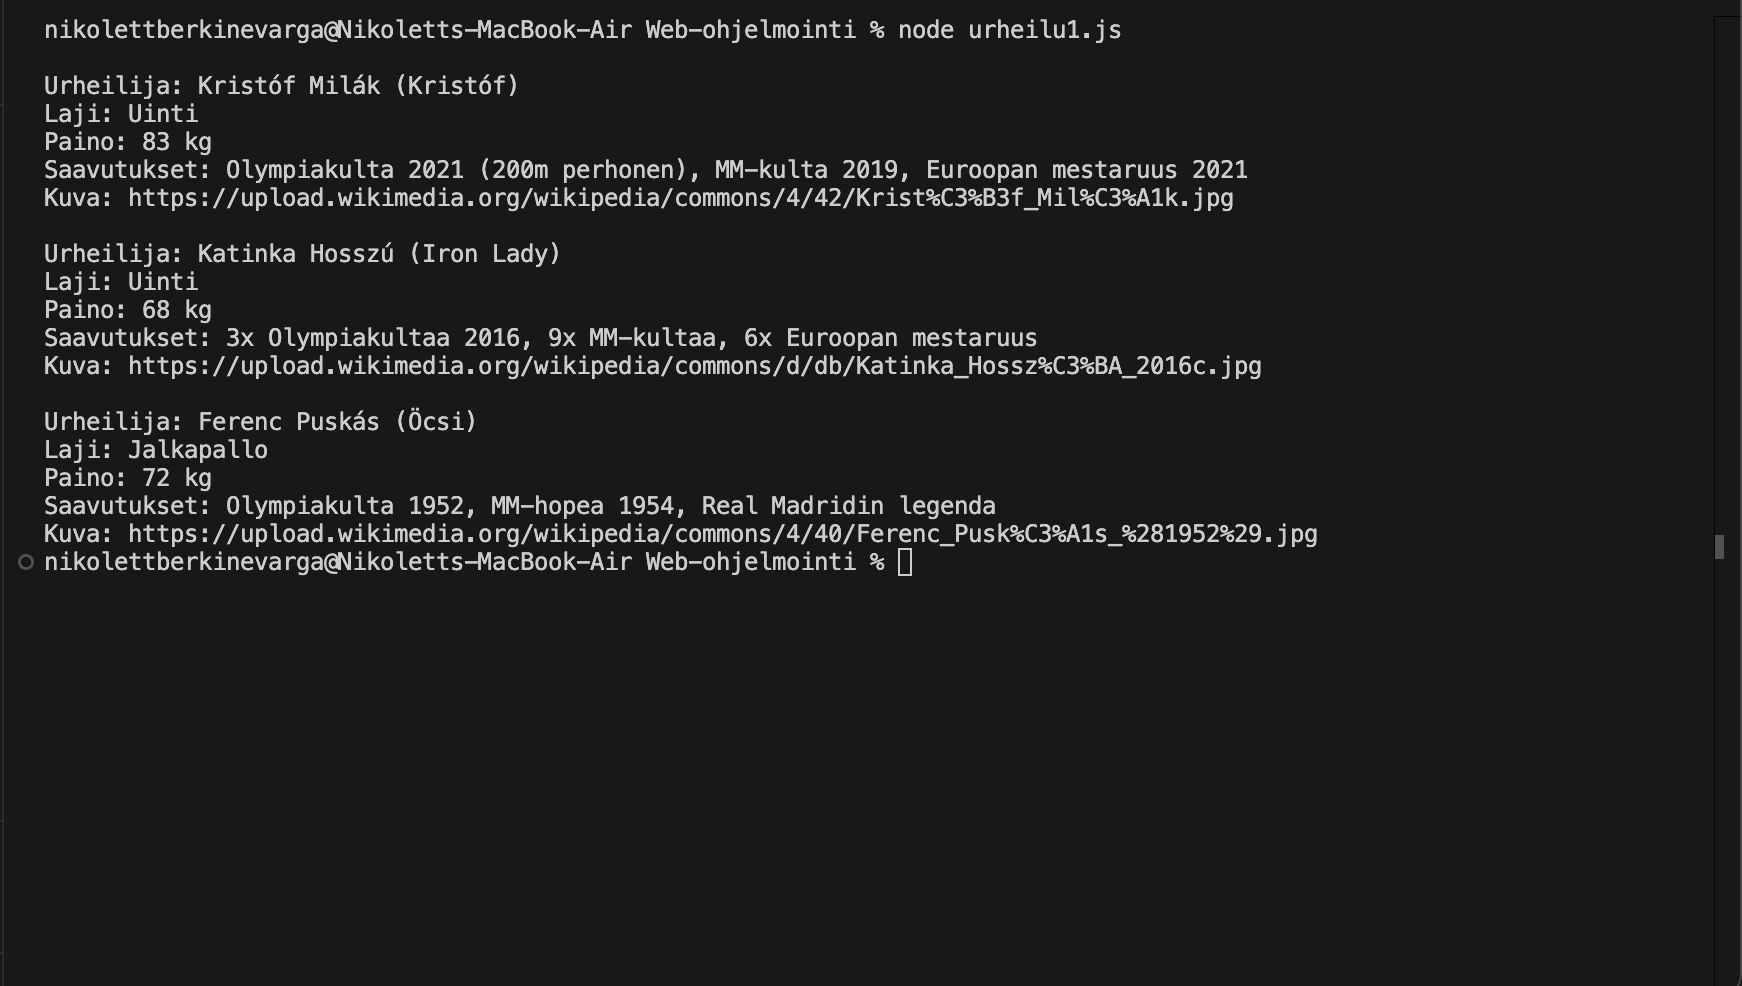 nikolettberkinevarga@Nikoletts-MacBook-Air Web-ohjelmointi % node urheilu1.js
Urheilija: Kristóf Milák (Kristóf)
Laji: Uinti
Paino: 83 kg
Saavutukset: Olympiakulta 2021 (200m perhonen), MM-kulta 2019, Euroopan mestaruus 2021
Kuva: https://upload.wikimedia.org/wikipedia/commons/4/42/Krist%C3%B3f_Mil%C3%A1k.jpg
Urheilija: Katinka Hosszú (Iron Lady)
Laji: Uinti
Paino: 68 kg
Saavutukset: 3x Olympiakultaa 2016, 9x MM-kultaa, 6x Euroopan mestaruus
Kuva: https://upload.wikimedia.org/wikipedia/commons/d/db/Katinka_Hossz%C3%BA_2016c.jpg
Urheilija: Ferenc Puskás (Öcsi)
Laji: Jalkapallo
Paino: 72 kg
Saavutukset: Olympiakulta 1952, MM-hopea 1954, Real Madridin legenda
Kuva: https://upload.wikimedia.org/wikipedia/commons/4/40/Ferenc_Pusk%C3%A1s_%281952%29.jpg
nikolettberkinevarga@Nikoletts-MacBook-Air Web-ohjelmointi %